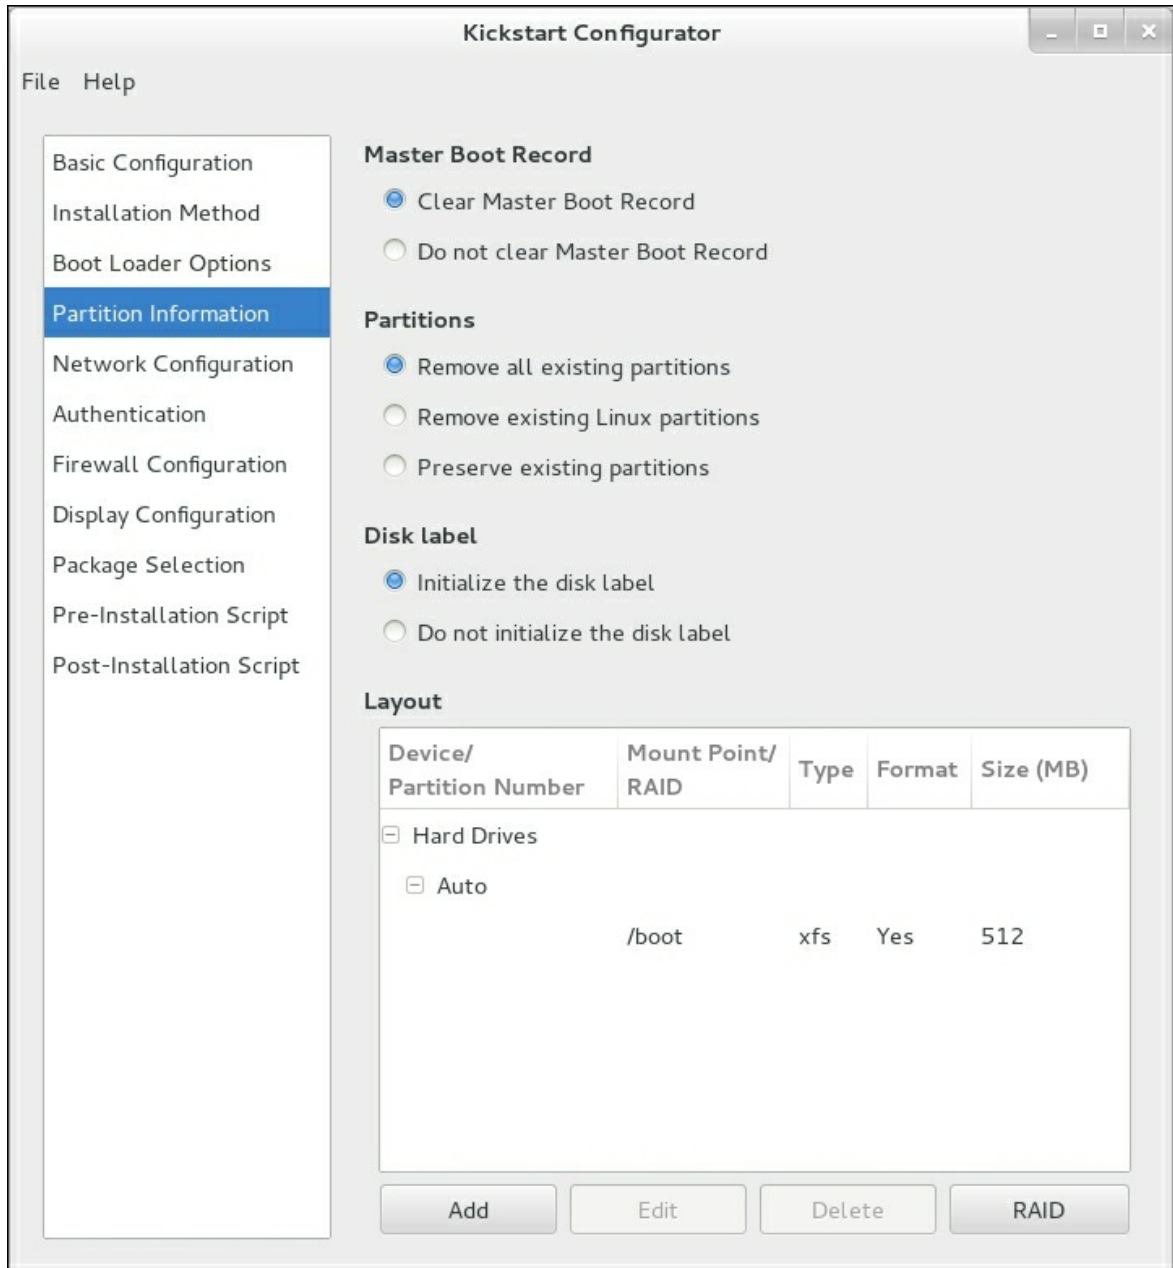 Kickstart Configurator
File Help
Basic Configuration
Installation Method
Boot Loader Options
Partition Information
Network Configuration
Authentication
Firewall Configuration
Display Configuration
Package Selection
Pre-Installation Script
Post-Installation Script
Master Boot Record
Clear Master Boot Record
Do not clear Master Boot Record
Partitions
Remove all existing partitions
Remove existing Linux partitions
Preserve existing partitions
Disk label
Initialize the disk label
Do not initialize the disk label
Layout
Device/
Partition Number
Mount Point/
RAID
Type Format Size (MB)
Hard Drives
Auto
/boot xfs Yes 512
Add Edit Delete RAID